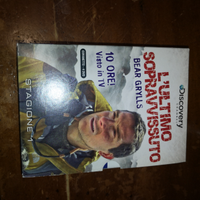 Discovery
L'ULTIMO
SOPRAVVISSUTO
BEAR GRYLLS
10 ORE!
Visto in TV
STAGIONE 1